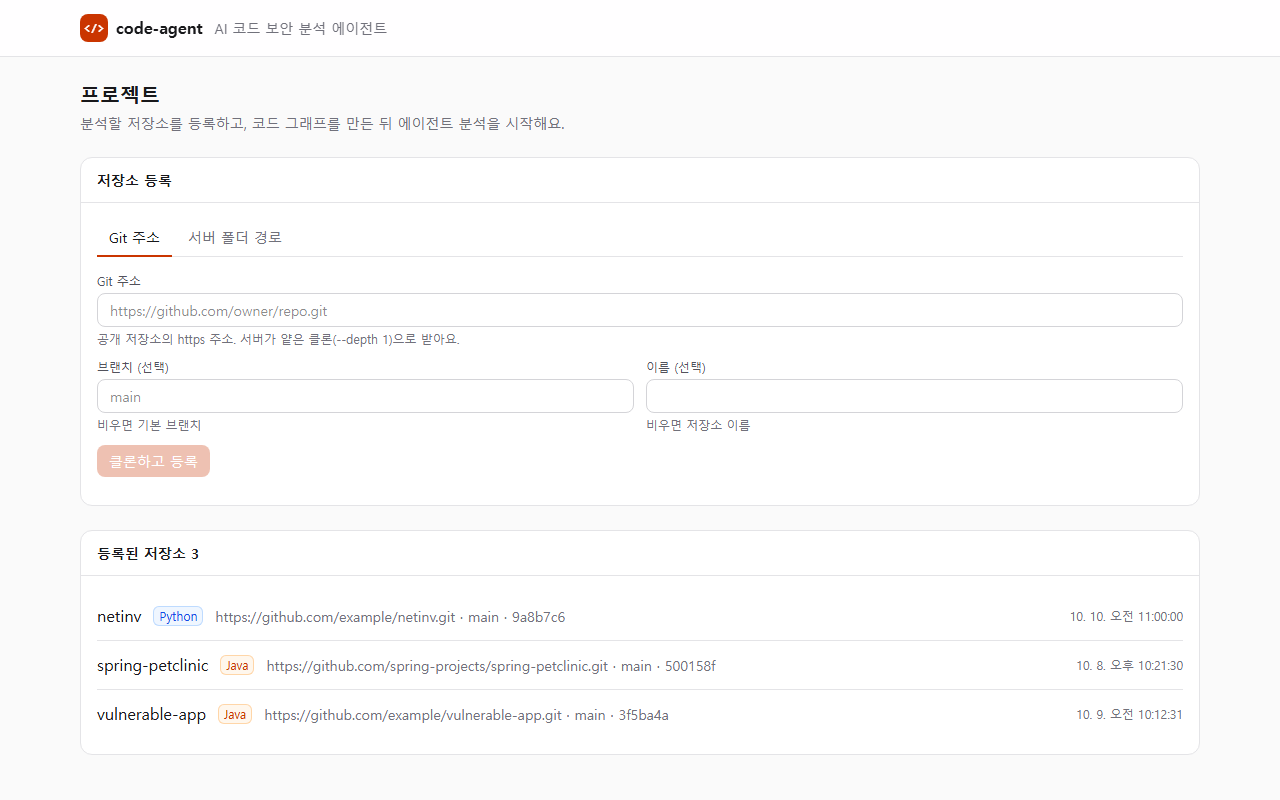 </> code-agent AI 코드 보안 분석 에이전트
프로젝트
분석할 저장소를 등록하고, 코드 그래프를 만든 뒤 에이전트 분석을 시작해요.
저장소 등록
Git 주소 서버 폴더 경로
Git 주소
https://github.com/owner/repo.git
공개 저장소의 https 주소. 서버가 얕은 클론(--depth 1)으로 받아요.
브랜치 (선택) 이름 (선택)
main
비우면 기본 브랜치 비우면 저장소 이름
클론하고 등록
등록된 저장소 3
netinv Python https://github.com/example/netinv.git · main · 9a8b7c6 10. 10. 오전 11:00:00
spring-petclinic Java https://github.com/spring-projects/spring-petclinic.git · main · 500158f 10. 8. 오후 10:21:30
vulnerable-app Java https://github.com/example/vulnerable-app.git · main · 3f5ba4a 10. 9. 오전 10:12:31